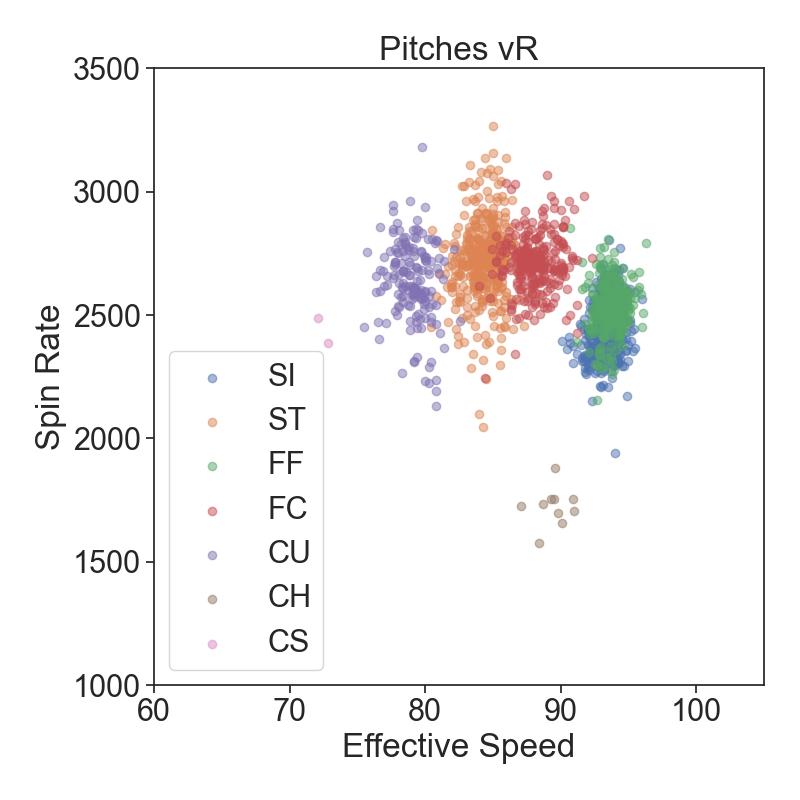 Pitches vR
3500
3000
2500
2000
1500
1000
Spin Rate
SI
ST
FF
FC
CU
CH
CS
60 70 80 90 100
Effective Speed